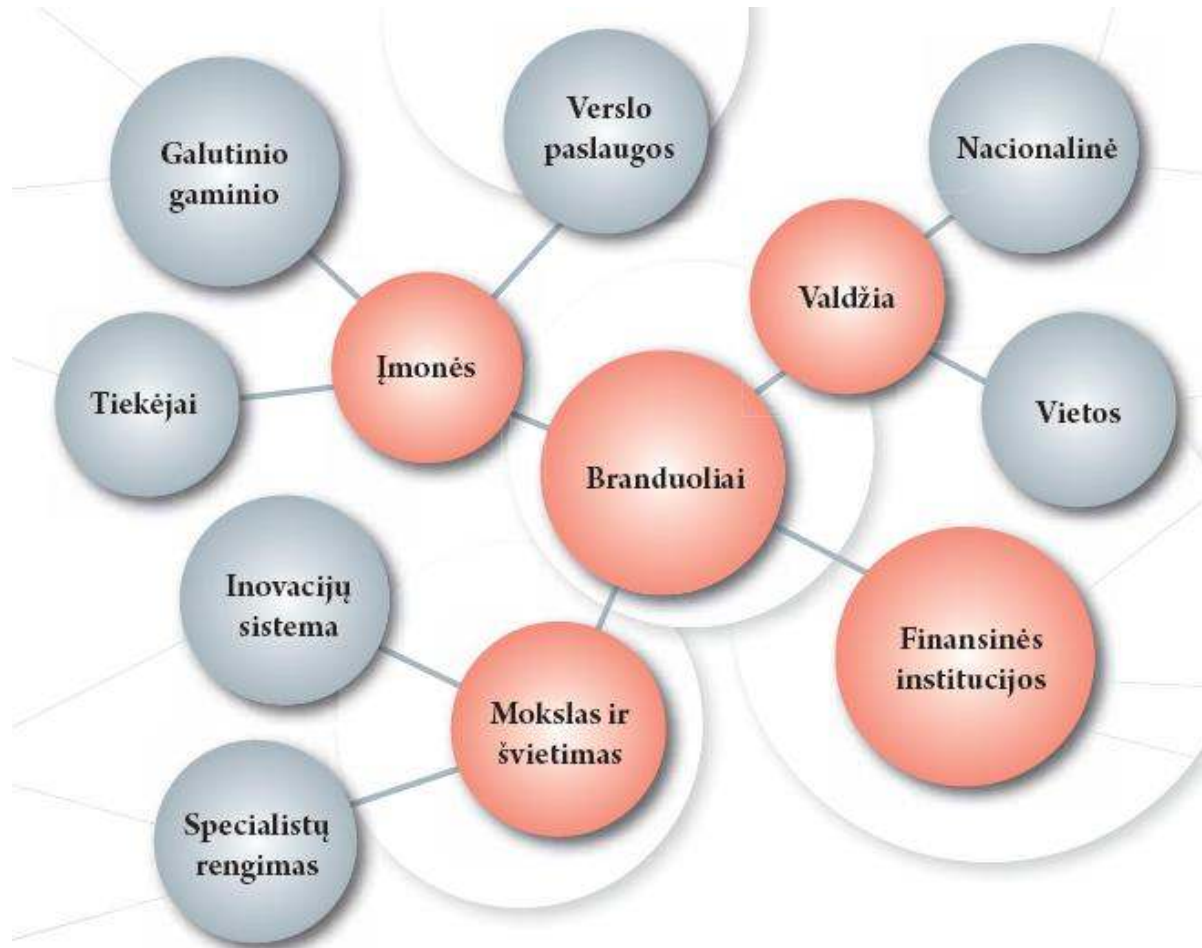 Galutinio
gaminio
Verslo
paslaugos
Nacionalinė
Valdžia
Įmonės
Tiekėjai
Vietos
Branduoliai
Inovacijų
sistema
Finansinės
institucijos
Mokslas ir
švietimas
Specialistų
rengimas